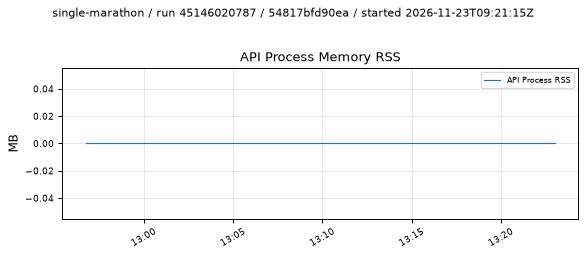 single-marathon / run 45146020787 / 54817bfd90ea / started 2026-11-23T09:21:15Z
API Process Memory RSS
API Process RSS
MB
0.04
0.02
0.00
−0.02
−0.04
13:00
13:05
13:10
13:15
13:20